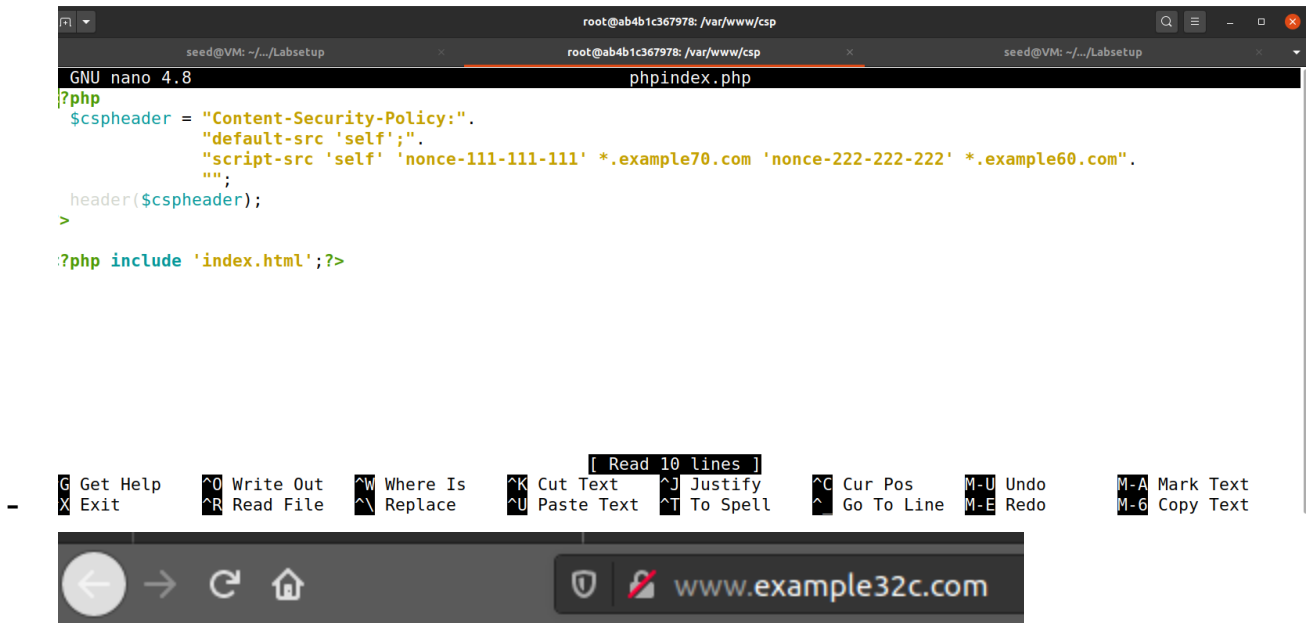 root@ab4b1c367978: /var/www/csp
seed@VM: ~/.../Labsetup × root@ab4b1c367978: /var/www/csp × seed@VM: ~/.../Labsetup ×
GNU nano 4.8 phpindex.php
?php
$cspheader = "Content-Security-Policy:".
"default-src 'self';".
"script-src 'self' 'nonce-111-111-111' *.example70.com 'nonce-222-222-222' *.example60.com".
"";
header($cspheader);
>
?php include 'index.html';?>
[ Read 10 lines ]
G Get Help ^O Write Out ^W Where Is ^K Cut Text ^J Justify ^C Cur Pos M-U Undo M-A Mark Text
- X Exit ^R Read File ^\ Replace ^U Paste Text ^T To Spell ^_ Go To Line M-E Redo M-6 Copy Text
www.example32c.com